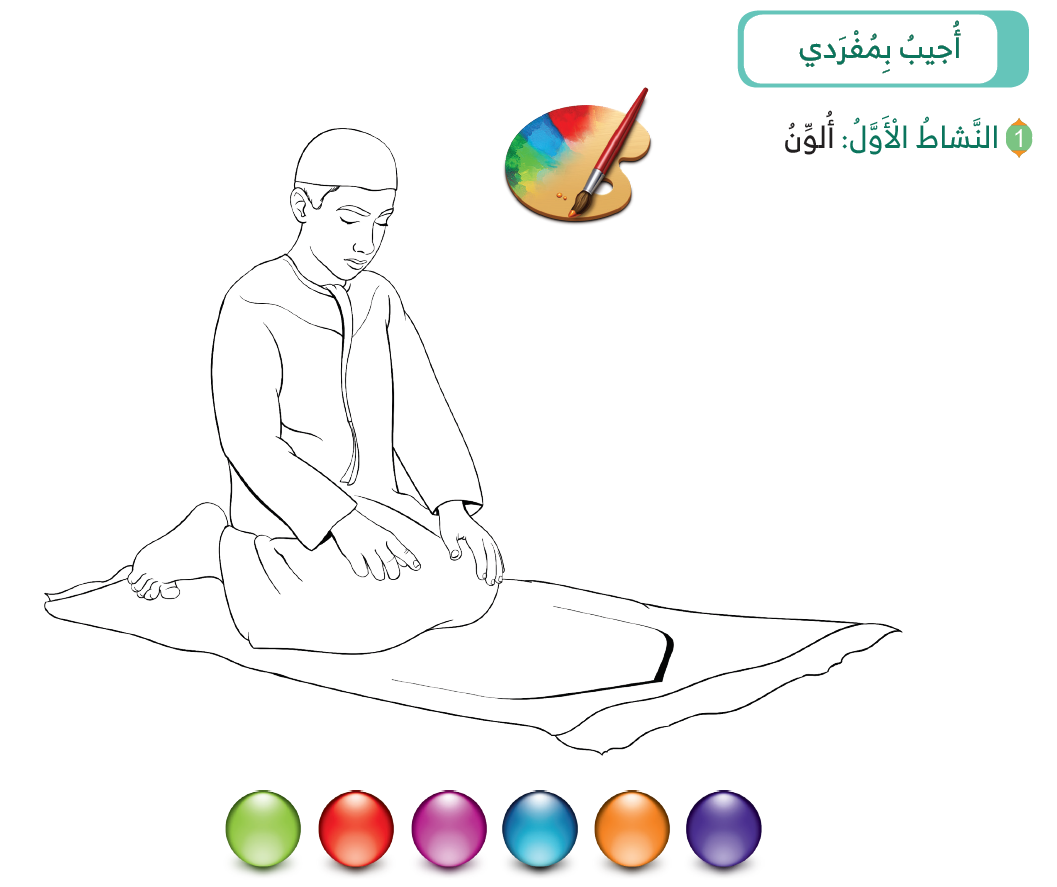 أُجيبُ بِمُفْرَدي
1 النَّشاطُ الْأَوَّلُ: أُلوِّنُ